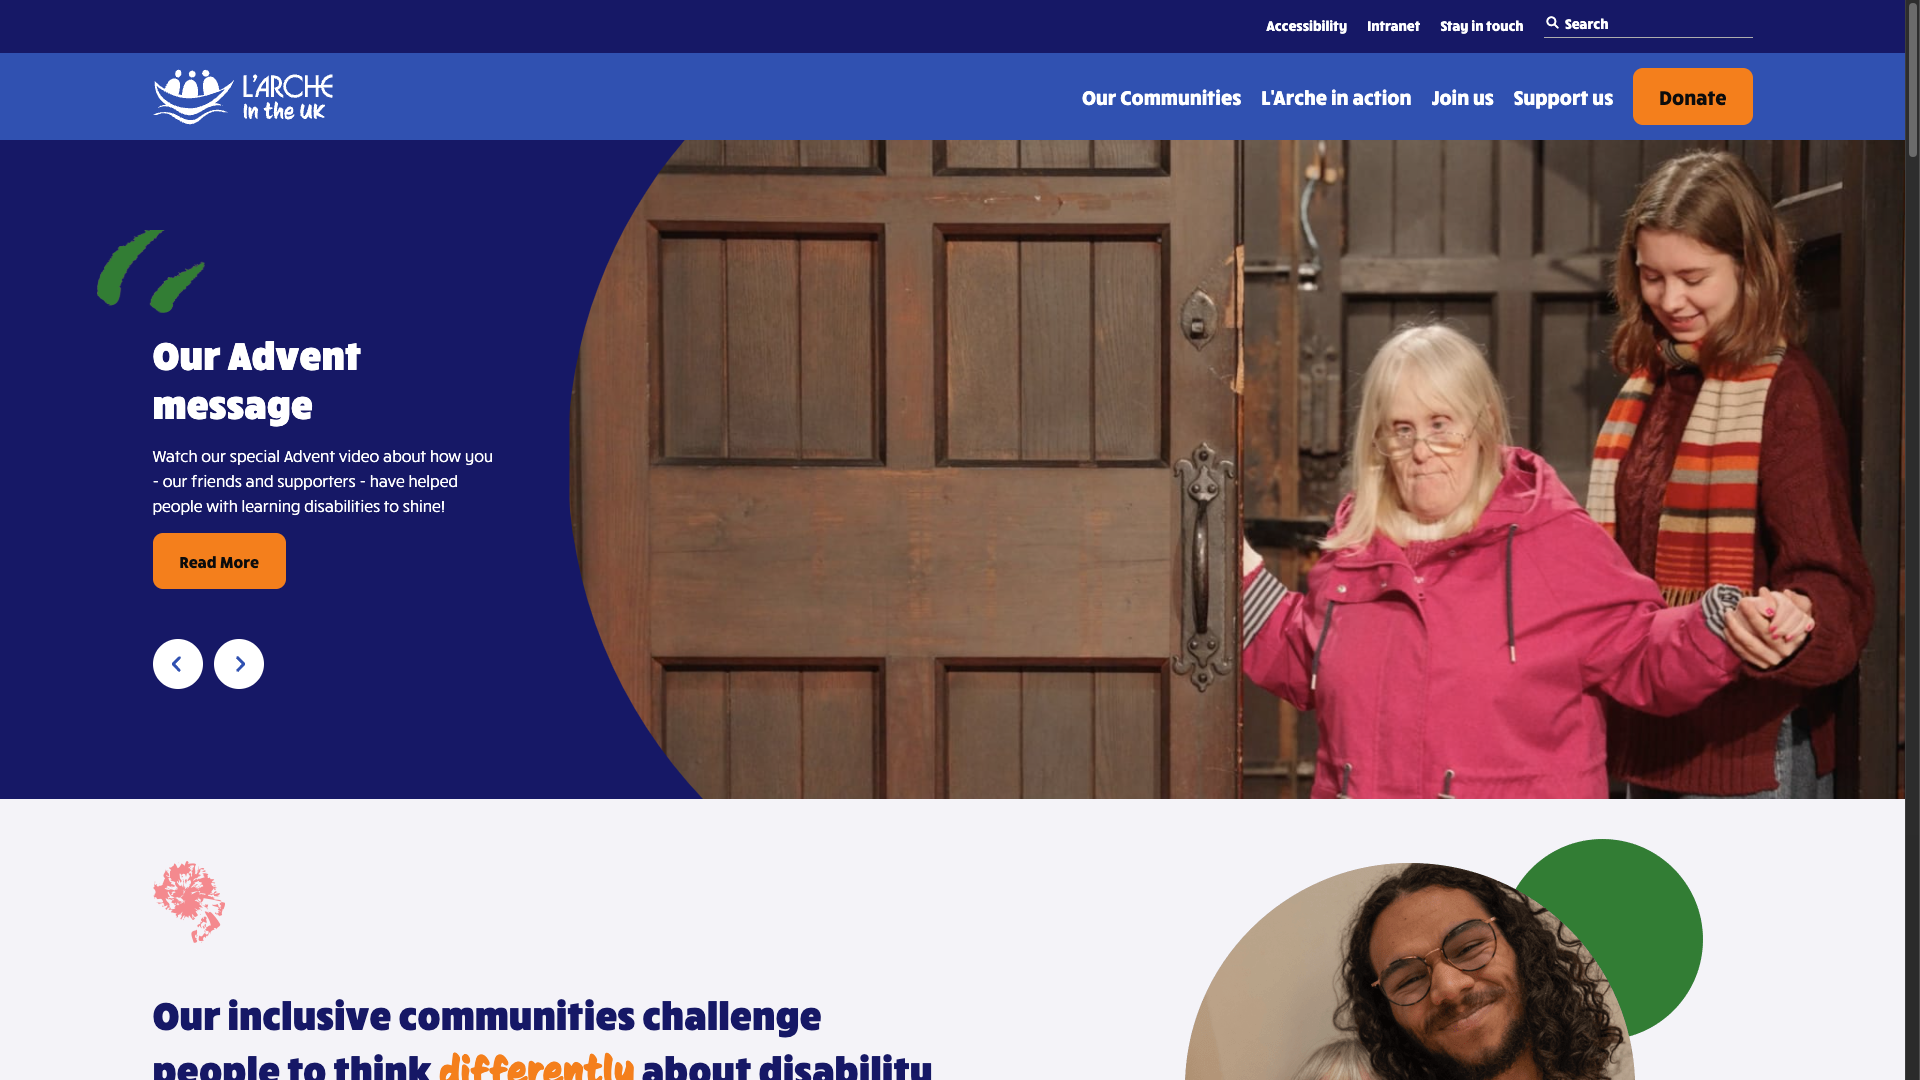 Accessibility Intranet Stay in touch Search
L'ARCHE
in the UK
Our Communities L'Arche in action Join us Support us Donate
Our Advent
message
Watch our special Advent video about how you
- our friends and supporters - have helped
people with learning disabilities to shine!
Read More
Our inclusive communities challenge
people to think differently about disability